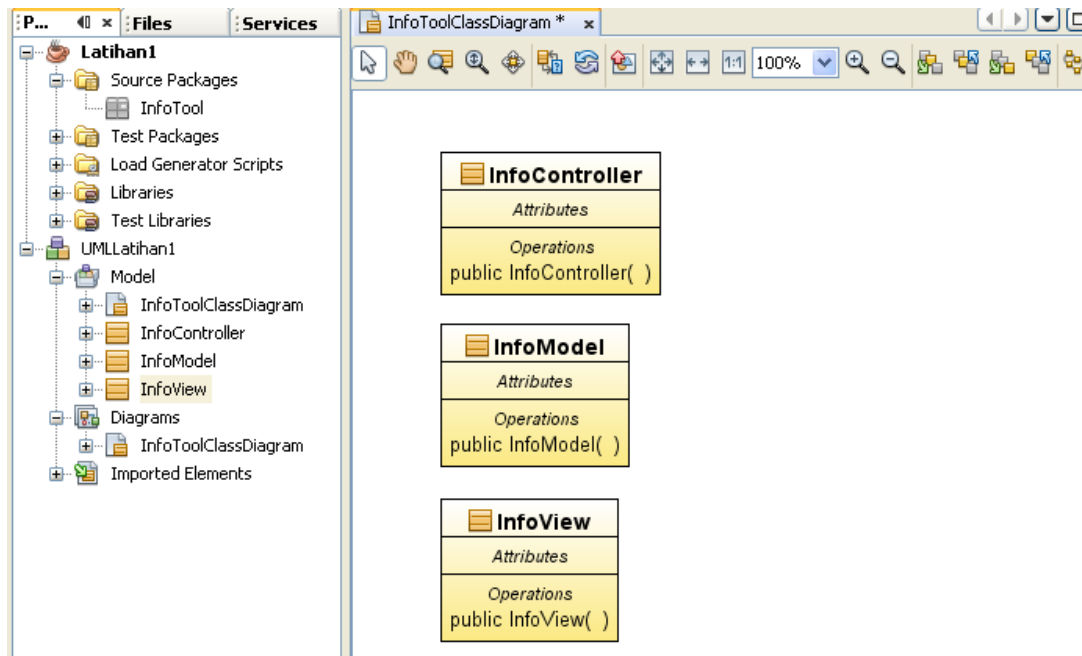 P...
Files
Services
Latihan1
Source Packages
InfoTool
Test Packages
Load Generator Scripts
Libraries
Test Libraries
UMLLatihan1
Model
InfoToolClassDiagram
InfoController
InfoModel
InfoView
Diagrams
InfoToolClassDiagram
Imported Elements
InfoToolClassDiagram *
1:1
100%
InfoController
Attributes
Operations
public InfoController( )
InfoModel
Attributes
Operations
public InfoModel( )
InfoView
Attributes
Operations
public InfoView( )